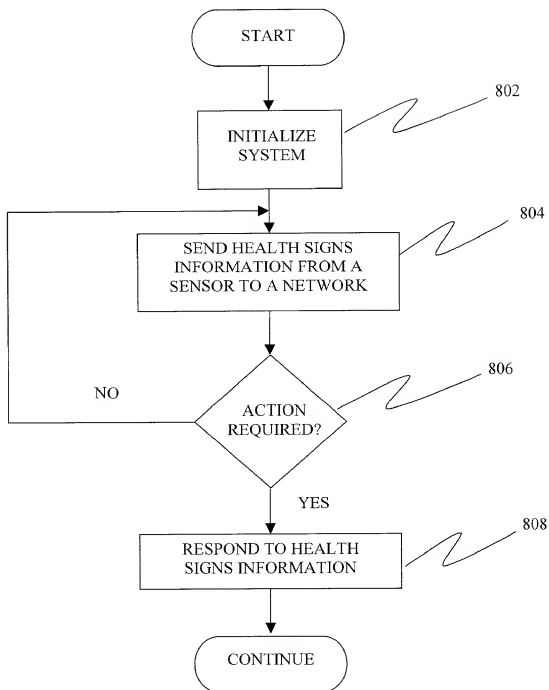 START
802
INITIALIZE
SYSTEM
804
SEND HEALTH SIGNS
INFORMATION FROM A
SENSOR TO A NETWORK
806
NO
ACTION
REQUIRED?
YES
808
RESPOND TO HEALTH
SIGNS INFORMATION
CONTINUE